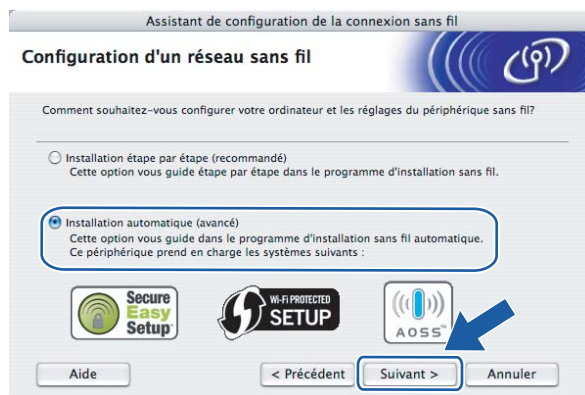 Assistant de configuration de la connexion sans fil
Configuration d'un réseau sans fil
Comment souhaitez-vous configurer votre ordinateur et les réglages du périphérique sans fil?
Installation étape par étape (recommandé)
Cette option vous guide étape par étape dans le programme d'installation sans fil.
Installation automatique (avancé)
Cette option vous guide dans le programme d'installation sans fil automatique.
Ce périphérique prend en charge les systèmes suivants :
Secure
Easy
Setup™
WI-FI PROTECTED
SETUP
AOSS™
Aide
< Précédent
Suivant >
Annuler